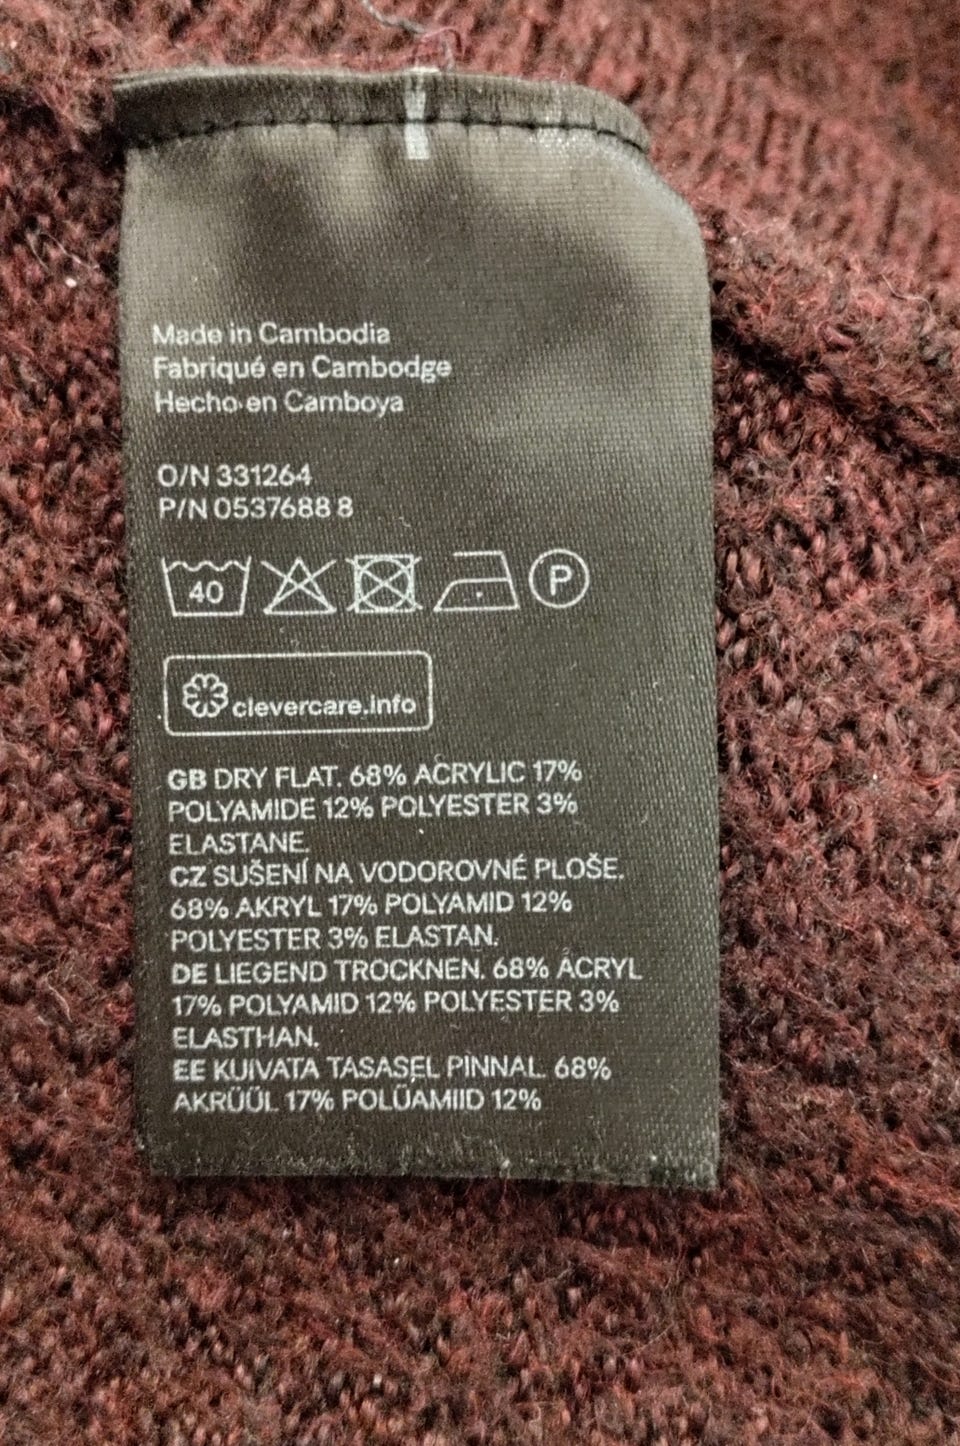 Made in Cambodia
Fabriqué en Cambodge
Hecho en Camboya
O/N 331264
P/N 0537688 8
40 P
clevercare.info
GB DRY FLAT. 68% ACRYLIC 17%
POLYAMIDE 12% POLYESTER 3%
ELASTANE.
CZ SUŠENÍ NA VODOROVNÉ PLOŠE.
68% AKRYL 17% POLYAMID 12%
POLYESTER 3% ELASTAN.
DE LIEGEND TROCKNEN. 68% ACRYL
17% POLYAMID 12% POLYESTER 3%
ELASTHAN.
EE KUIVATA TASASEL PINNAL. 68%
AKRÜÜL 17% POLÜAMIID 12%